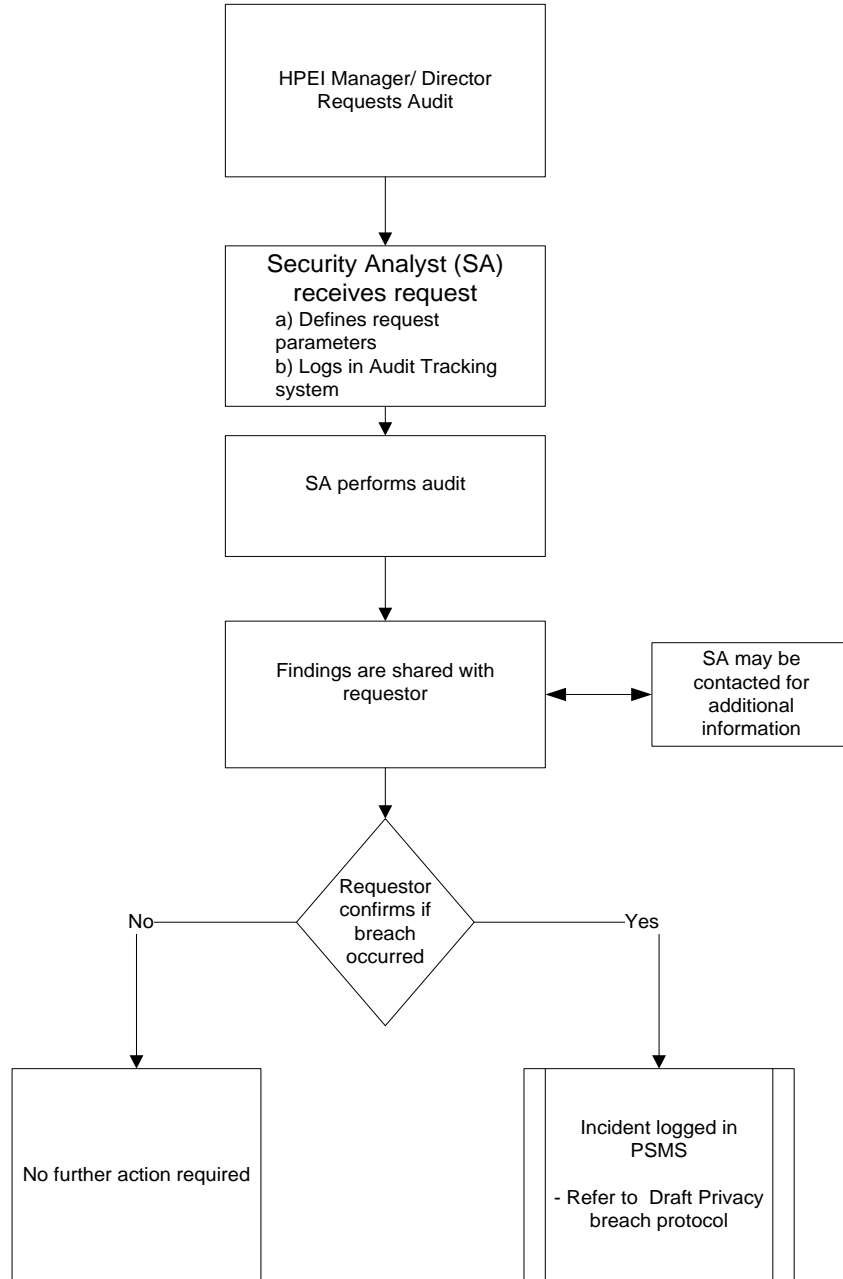 HPEI Manager/ Director
Requests Audit
Security Analyst (SA)
receives request
a) Defines request
parameters
b) Logs in Audit Tracking
system
SA performs audit
Findings are shared with
requestor
SA may be
contacted for
additional
information
Requestor
confirms if
breach
occurred
No
Yes
No further action required
Incident logged in
PSMS
- Refer to  Draft Privacy
breach protocol